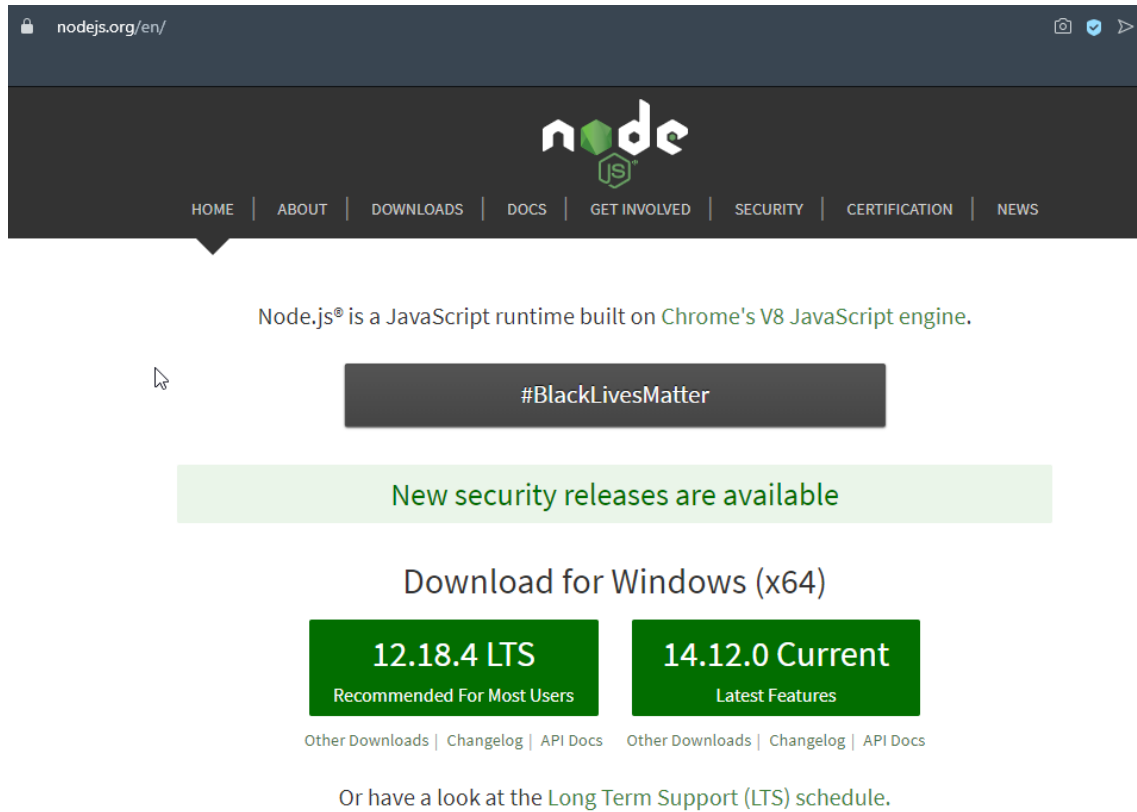 nodejs.org/en/
node
JS
HOME | ABOUT | DOWNLOADS | DOCS | GET INVOLVED | SECURITY | CERTIFICATION | NEWS
Node.js® is a JavaScript runtime built on Chrome's V8 JavaScript engine.
#BlackLivesMatter
New security releases are available
Download for Windows (x64)
12.18.4 LTS
Recommended For Most Users
14.12.0 Current
Latest Features
Other Downloads | Changelog | API Docs
Other Downloads | Changelog | API Docs
Or have a look at the Long Term Support (LTS) schedule.